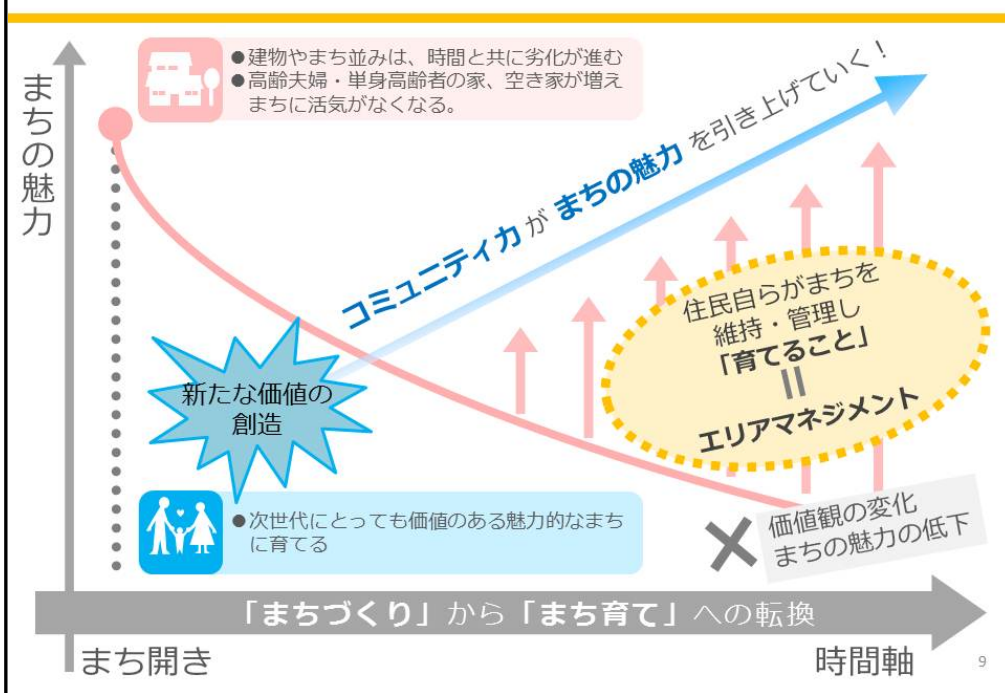 まちの魅力
●建物やまち並みは、時間と共に劣化が進む
●高齢夫婦・単身高齢者の家、空き家が増え
まちに活気がなくなる。
コミュニティ力 が まちの魅力 を引き上げていく！
新たな価値の
創造
住民自らがまちを
維持・管理し
「育てること」
＝
エリアマネジメント
●次世代にとっても価値のある魅力的なまち
に育てる
価値観の変化
まちの魅力の低下
「まちづくり」から「まち育て」への転換
まち開き
時間軸
9